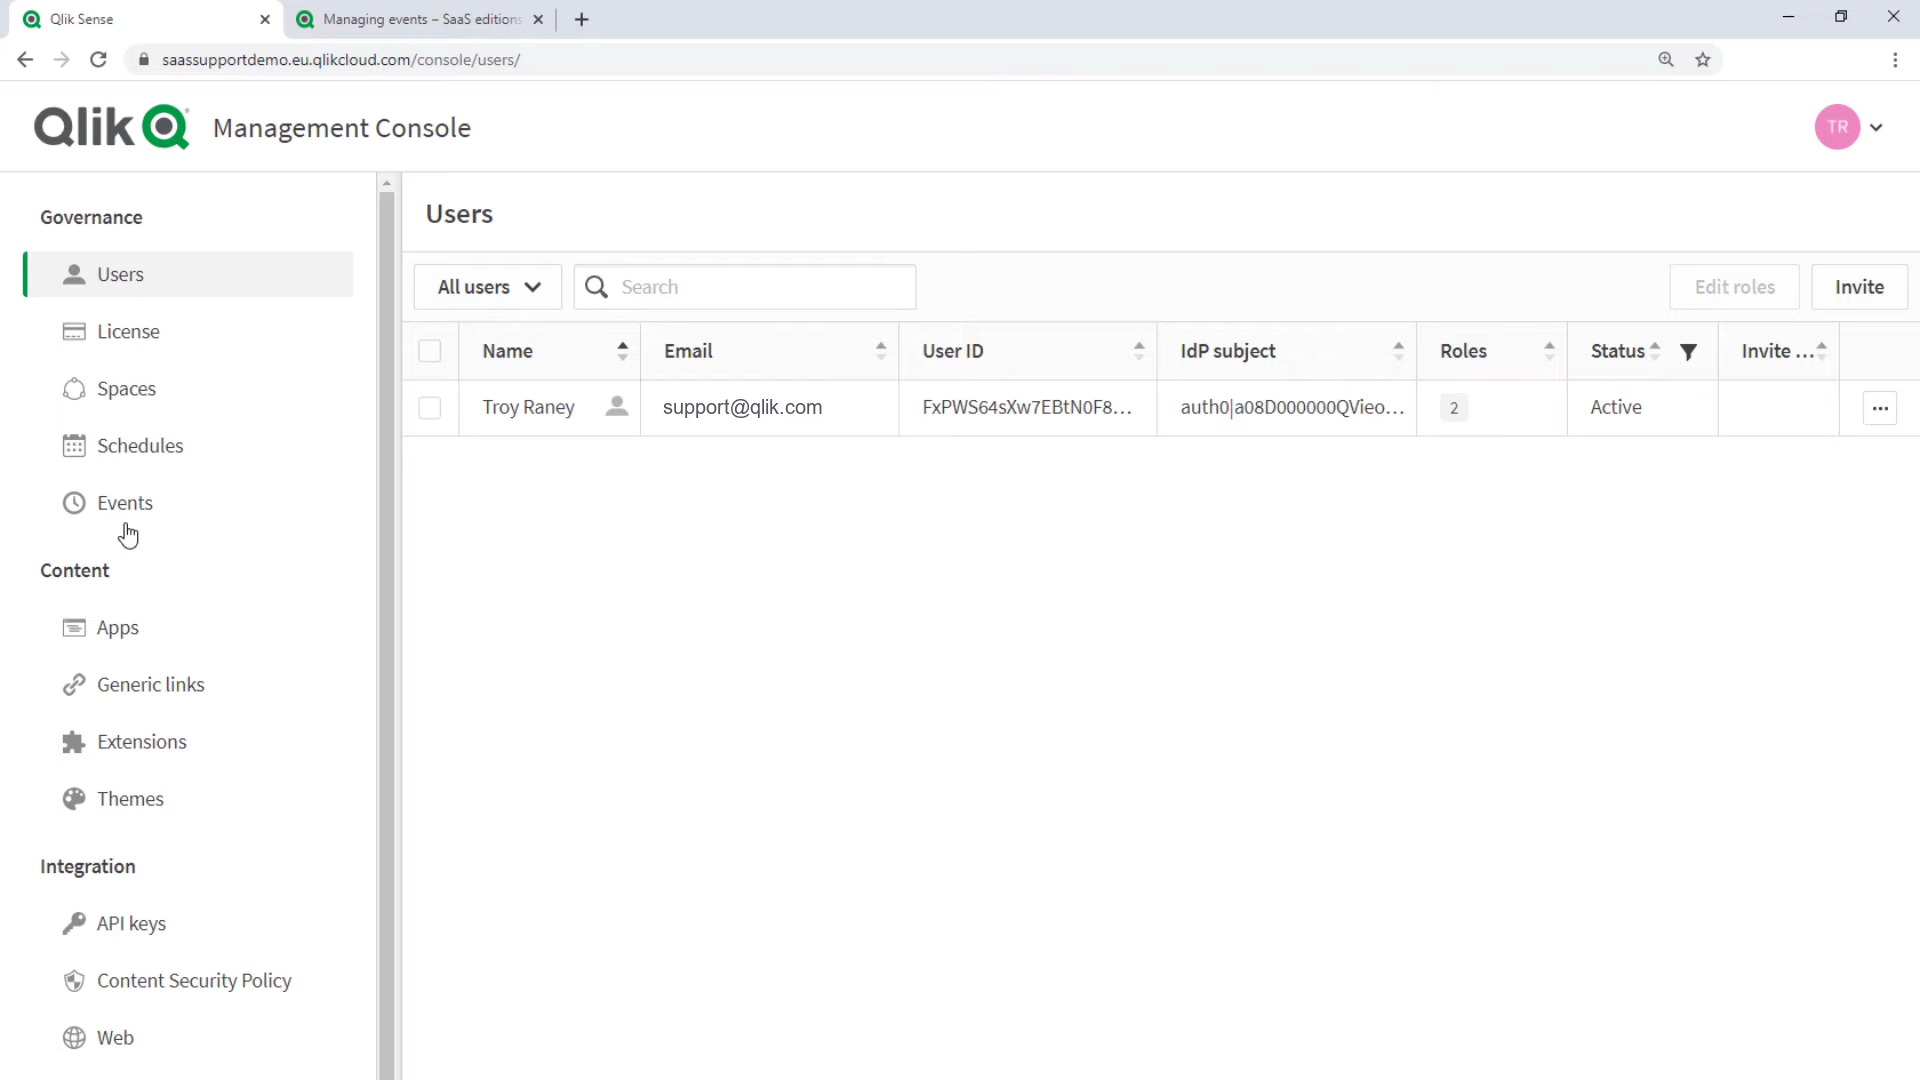 Qlik Sense
Managing events – SaaS editions
saassupportdemo.eu.qlikcloud.com/console/users/
Qlik Management Console
TR
Governance
Users
License
Spaces
Schedules
Events
Content
Apps
Generic links
Extensions
Themes
Integration
API keys
Content Security Policy
Web
Users
All users Search Edit roles Invite
Name Email User ID IdP subject Roles Status Invite ...
Troy Raney support@qlik.com FxPWS64sXw7EBtN0F8... auth0|a08D000000QVieo... 2 Active ...